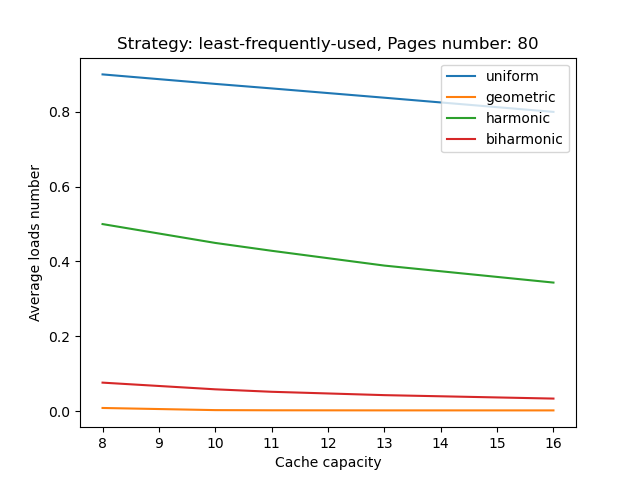 Strategy: least-frequently-used, Pages number: 80
Average loads number
0.8
0.6
0.4
0.2
0.0
uniform
geometric
harmonic
biharmonic
8 9 10 11 12 13 14 15 16
Cache capacity